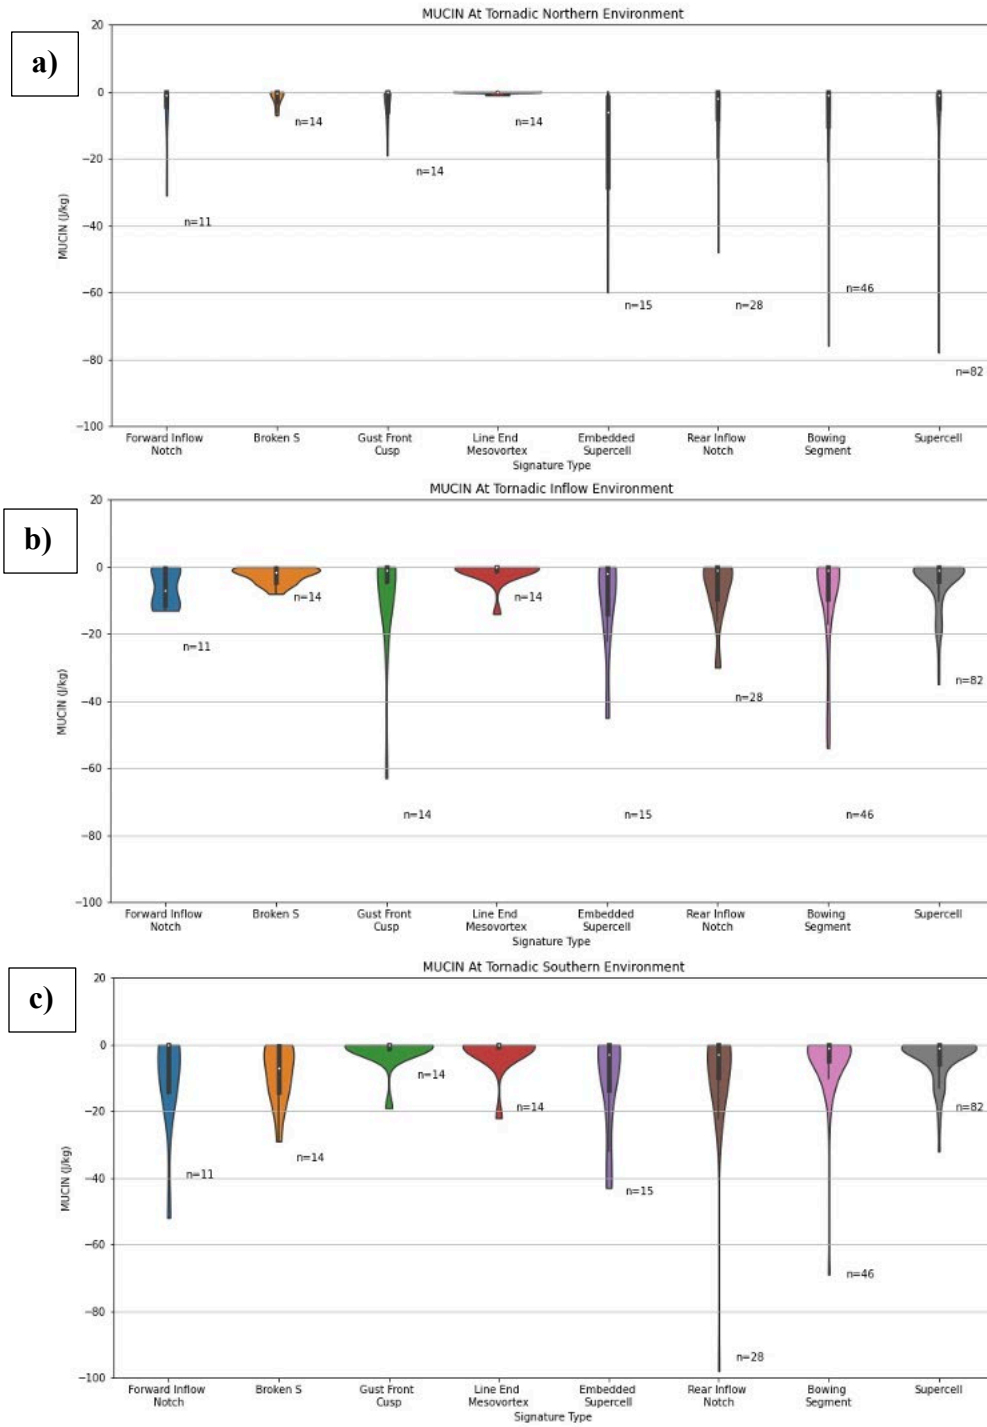 MUCIN At Tornadic Northern Environment
a)
20
0
−20
−40
−60
−80
−100
MUCIN (J/kg)
n=11
n=14
n=14
n=14
n=15
n=28
n=46
n=82
Forward Inflow Notch
Broken S
Gust Front Cusp
Line End Mesovortex
Embedded Supercell
Rear Inflow Notch
Bowing Segment
Supercell
Signature Type
MUCIN At Tornadic Inflow Environment
b)
20
0
−20
−40
−60
−80
−100
MUCIN (J/kg)
n=11
n=14
n=14
n=14
n=15
n=28
n=46
n=82
Forward Inflow Notch
Broken S
Gust Front Cusp
Line End Mesovortex
Embedded Supercell
Rear Inflow Notch
Bowing Segment
Supercell
Signature Type
MUCIN At Tornadic Southern Environment
c)
20
0
−20
−40
−60
−80
−100
MUCIN (J/kg)
n=11
n=14
n=14
n=14
n=15
n=28
n=46
n=82
Forward Inflow Notch
Broken S
Gust Front Cusp
Line End Mesovortex
Embedded Supercell
Rear Inflow Notch
Bowing Segment
Supercell
Signature Type